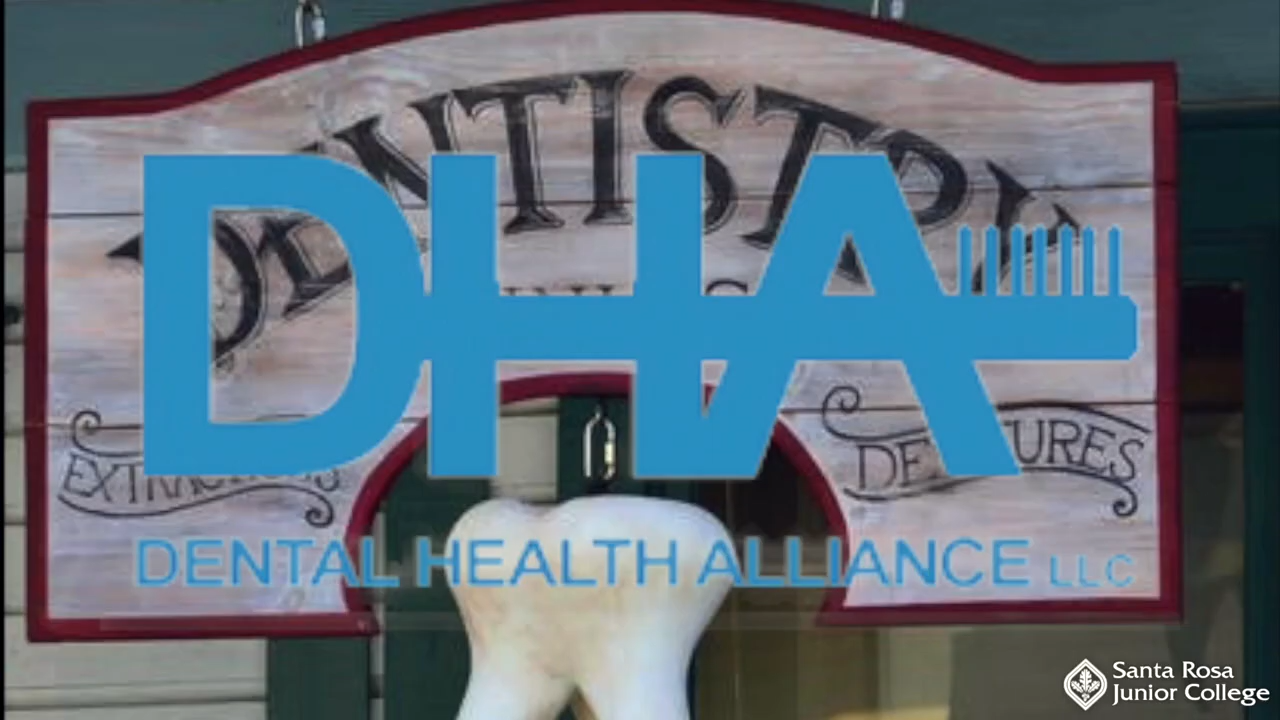 DENTISTRY
DHA
EXTRACTIONS
DENTURES
DENTAL HEALTH ALLIANCE LLC
Santa Rosa
Junior College